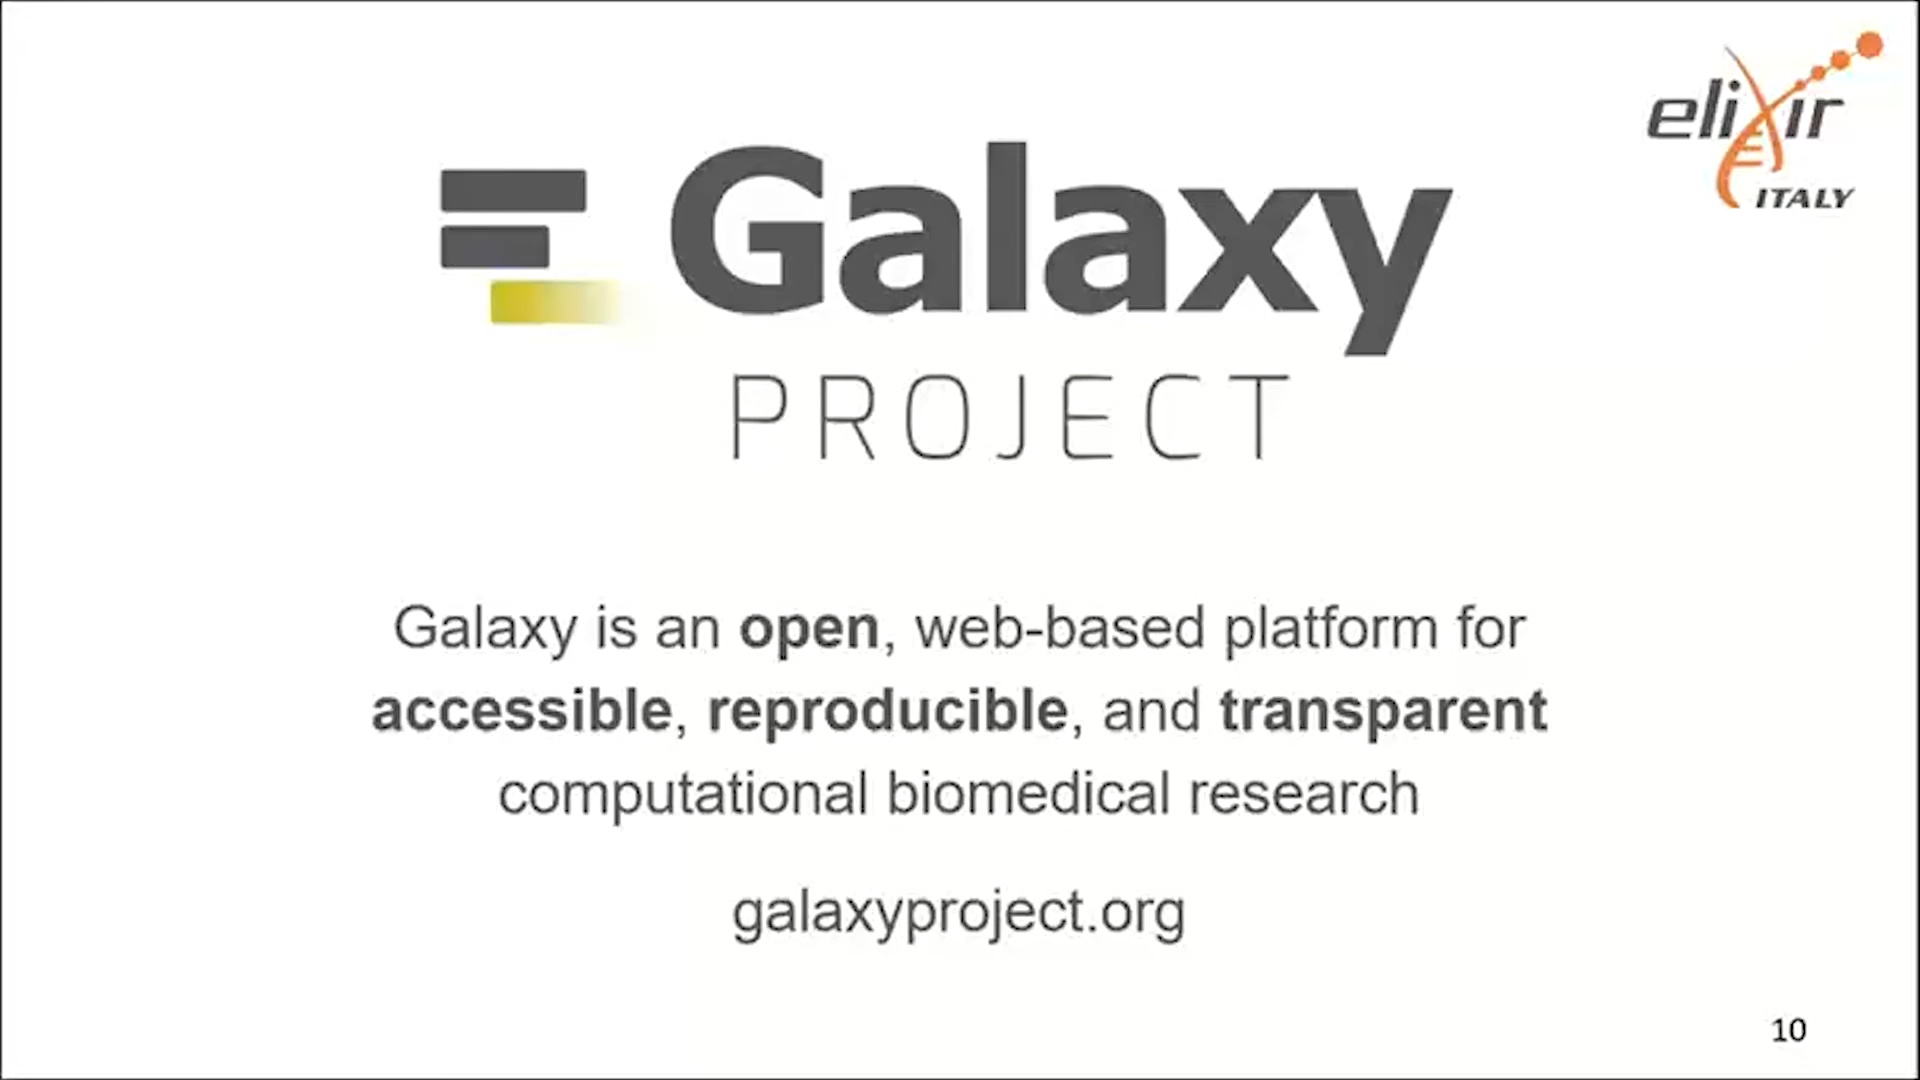 elixir
ITALY
Galaxy
PROJECT
Galaxy is an open, web-based platform for
accessible, reproducible, and transparent
computational biomedical research
galaxyproject.org
10